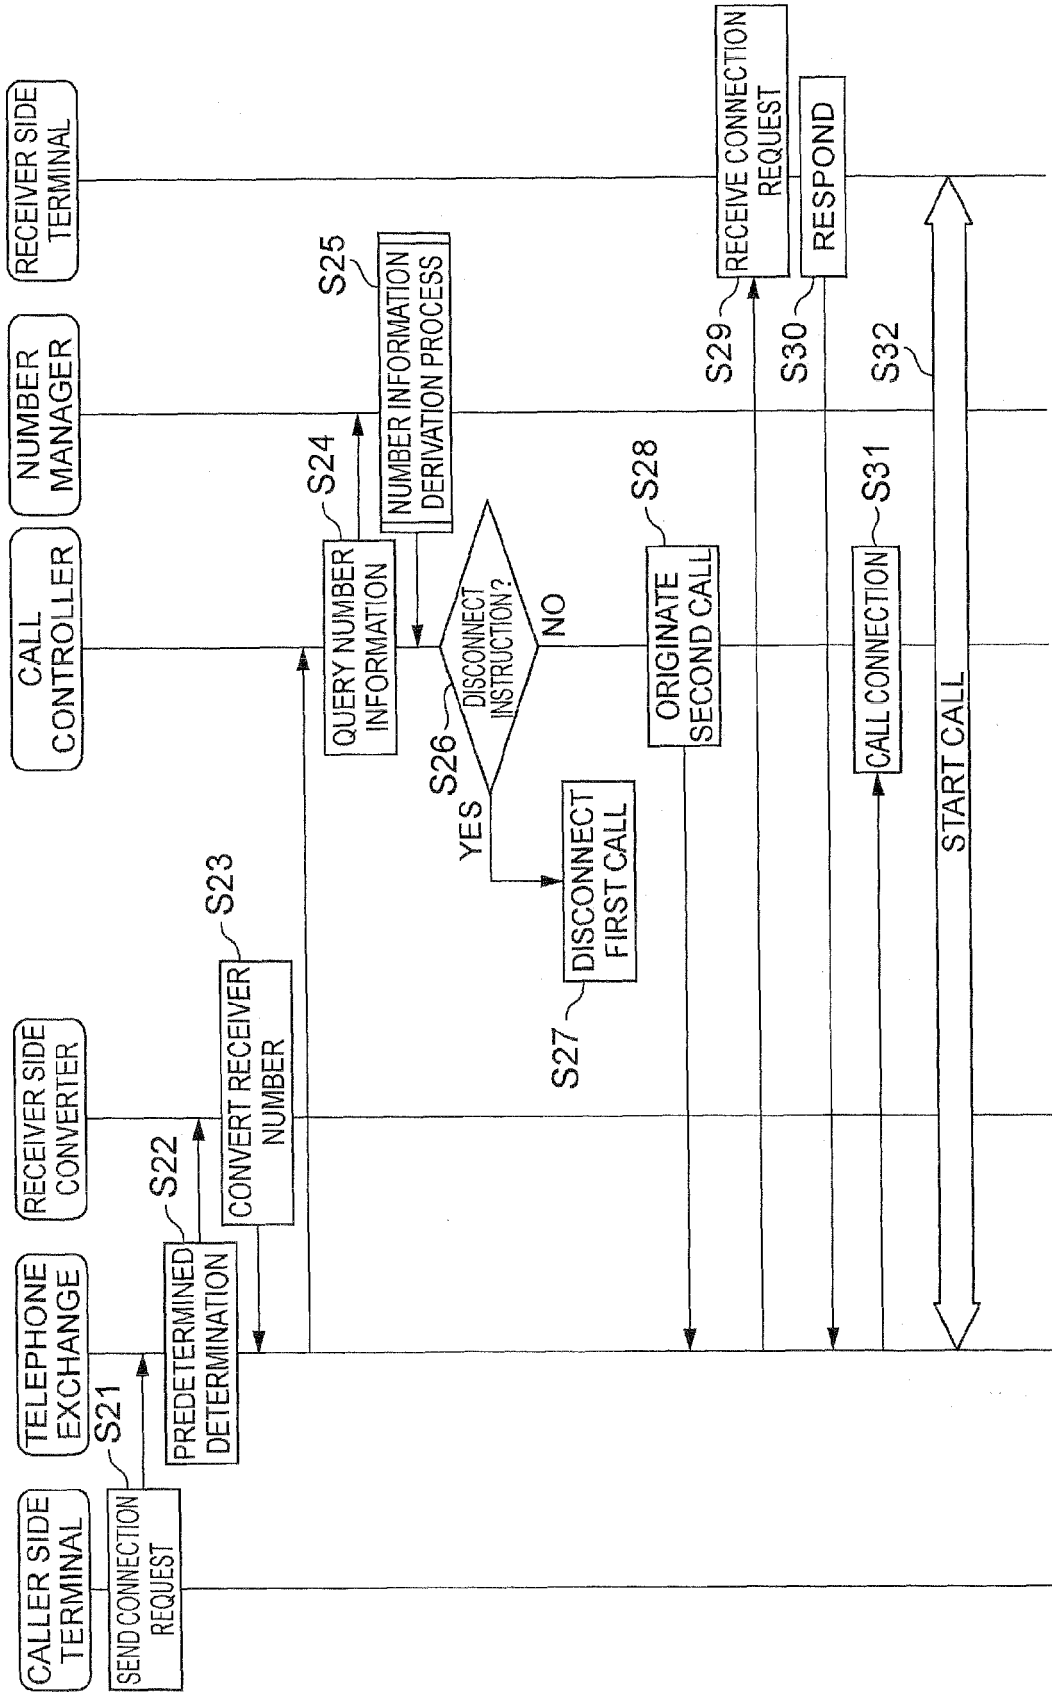 CALLER SIDE
TERMINAL
TELEPHONE
EXCHANGE
RECEIVER SIDE
CONVERTER
CALL
CONTROLLER
NUMBER
MANAGER
RECEIVER SIDE
TERMINAL
S21
SEND CONNECTION
REQUEST
S22
PREDETERMINED
DETERMINATION
S23
CONVERT RECEIVER
NUMBER
S24
QUERY NUMBER
INFORMATION
S25
NUMBER INFORMATION
DERIVATION PROCESS
S26
DISCONNECT
INSTRUCTION?
YES
NO
S27
DISCONNECT
FIRST CALL
S28
ORIGINATE
SECOND CALL
S29
RECEIVE CONNECTION
REQUEST
S30
RESPOND
S31
CALL CONNECTION
S32
START CALL